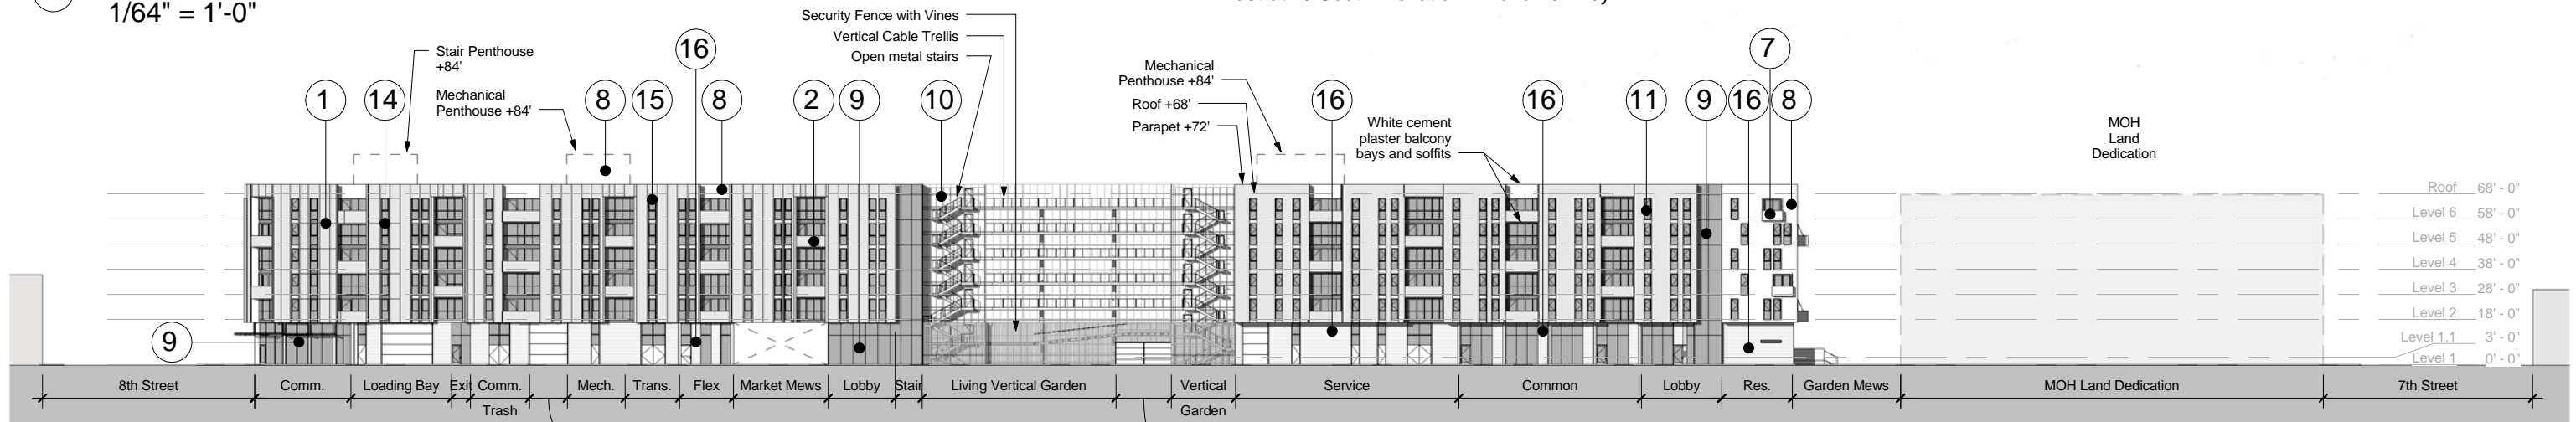 1/64" = 1'-0"
Security Fence with Vines
Vertical Cable Trellis
Open metal stairs
Stair Penthouse
+84'
Mechanical
Penthouse +84'
Mechanical
Penthouse +84'
Roof +68'
Parapet +72'
White cement
plaster balcony
bays and soffits
MOH
Land
Dedication
16
7
1
14
8
15
8
2
9
10
16
16
11
9
16
8
9
Roof 68' - 0"
Level 6 58' - 0"
Level 5 48' - 0"
Level 4 38' - 0"
Level 3 28' - 0"
Level 2 18' - 0"
Level 1.1 3' - 0"
Level 1 0' - 0"
8th Street
Comm.
Loading Bay
Exit
Comm.
Trash
Mech.
Trans.
Flex
Market Mews
Lobby
Stair
Living Vertical Garden
Vertical
Garden
Service
Common
Lobby
Res.
Garden Mews
MOH Land Dedication
7th Street